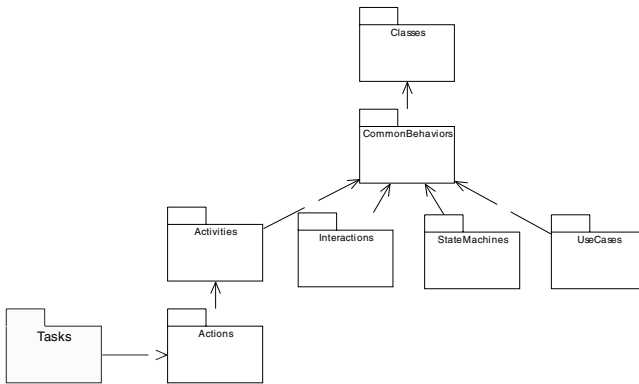 Classes
CommonBehaviors
Activities
Interactions
StateMachines
UseCases
Tasks
Actions